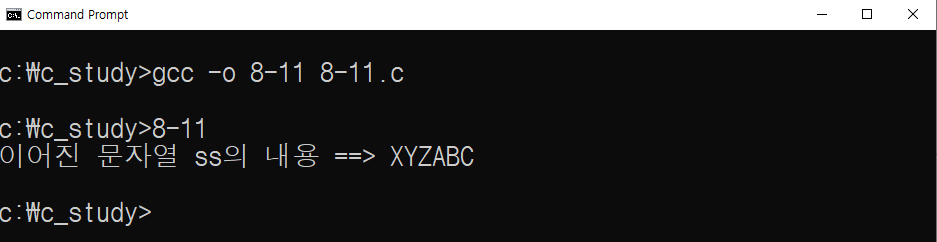 Command Prompt
c:₩c_study>gcc -o 8-11 8-11.c
c:₩c_study>8-11
이어진 문자열 ss의 내용 ==> XYZABC
c:₩c_study>